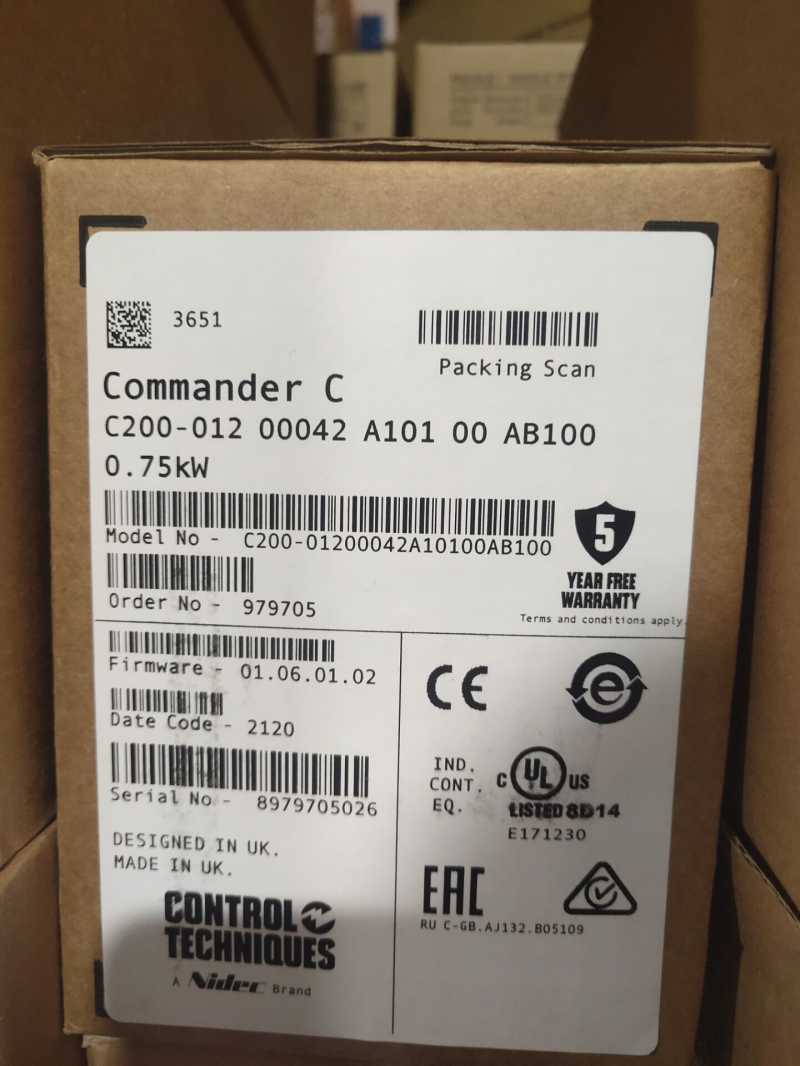 3651
Packing Scan
Commander C
C200-012 00042 A101 00 AB100
0.75kW
Model No - C200-01200042A10100AB100
Order No - 979705
5
YEAR FREE
WARRANTY
Terms and conditions apply.
Firmware - 01.06.01.02
Date Code - 2120
Serial No - 8979705026
DESIGNED IN UK.
MADE IN UK.
CONTROL
TECHNIQUES
A Nidec Brand
CE
e
IND.
CONT.
EQ.
C UL US
LISTED 8D14
E171230
EAC
RU C-GB.AJ132.B05109